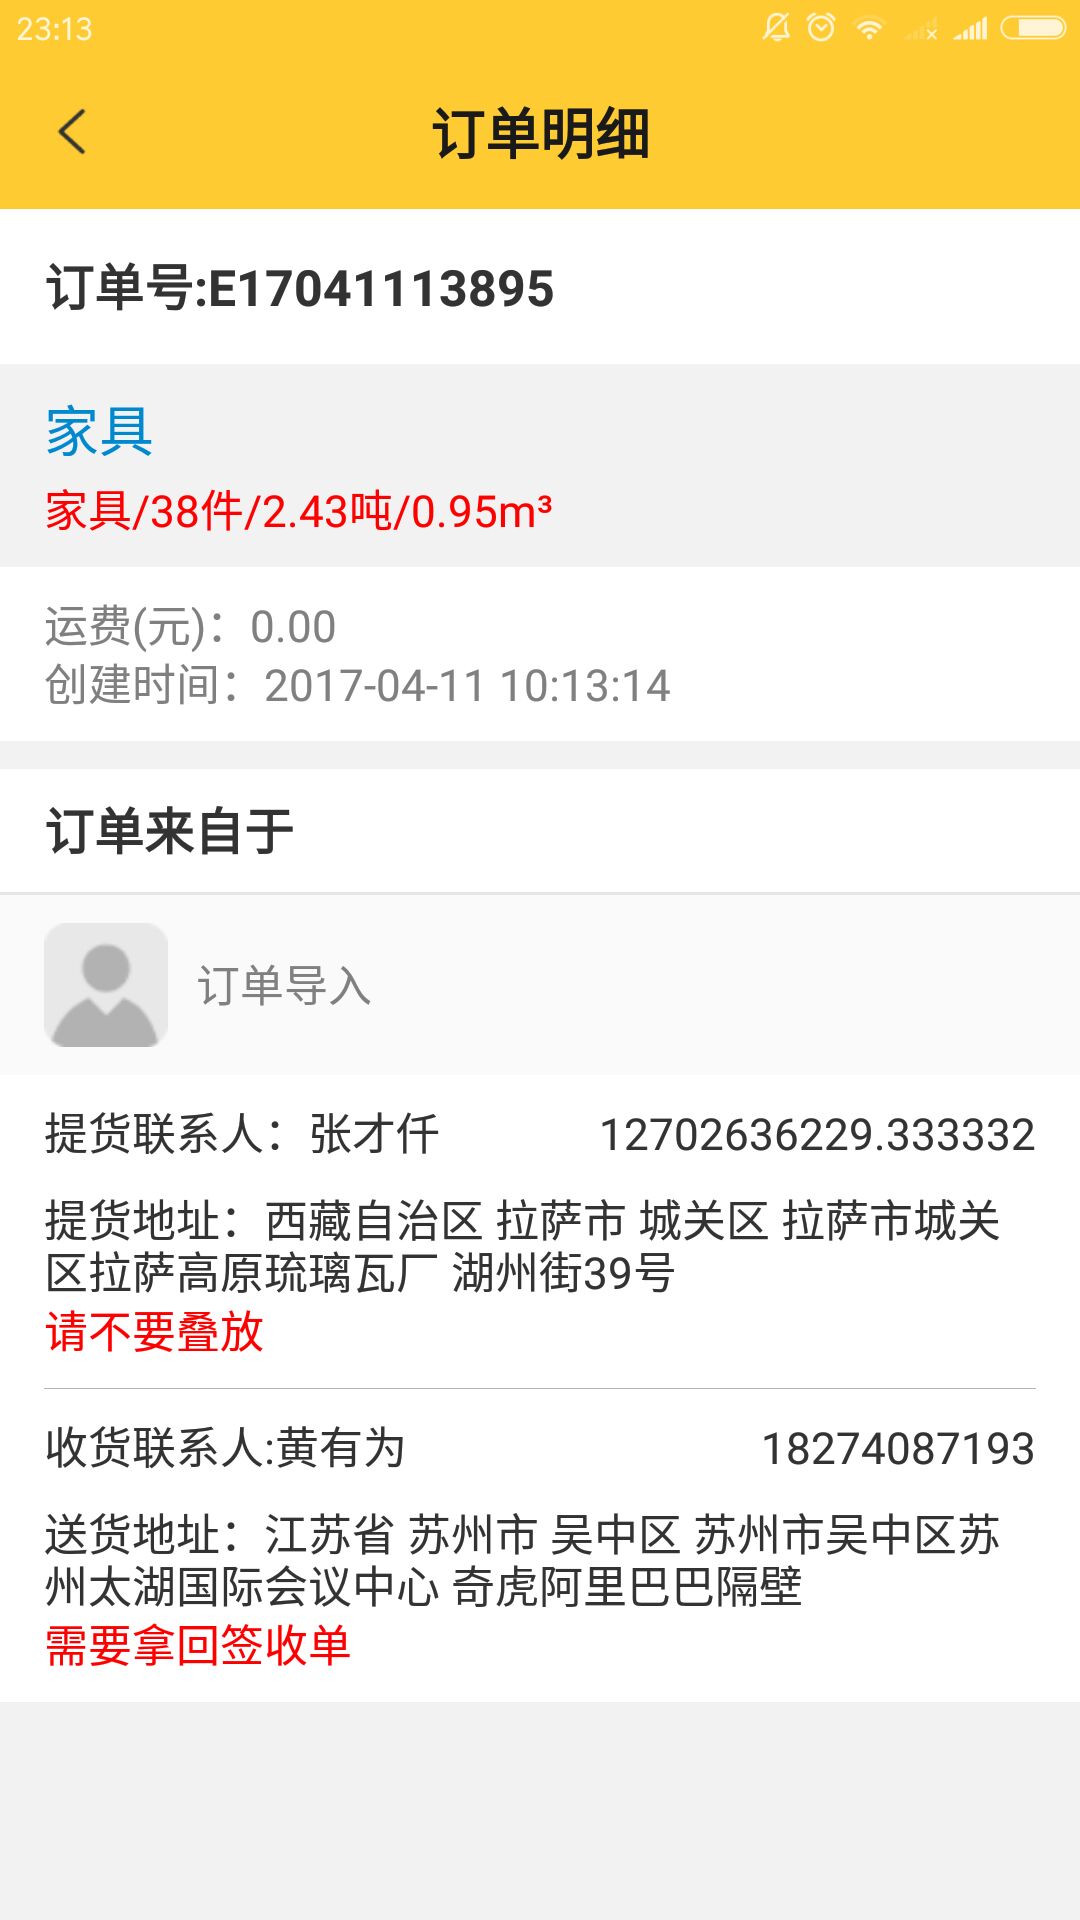 23:13
订单明细
订单号:E17041113895
家具
家具/38件/2.43吨/0.95m³
运费(元)：0.00
创建时间：2017-04-11 10:13:14
订单来自于
订单导入
提货联系人：张才仟 12702636229.333332
提货地址：西藏自治区 拉萨市 城关区 拉萨市城关
区拉萨高原琉璃瓦厂 湖州街39号
请不要叠放
收货联系人:黄有为 18274087193
送货地址：江苏省 苏州市 吴中区 苏州市吴中区苏
州太湖国际会议中心 奇虎阿里巴巴隔壁
需要拿回签收单